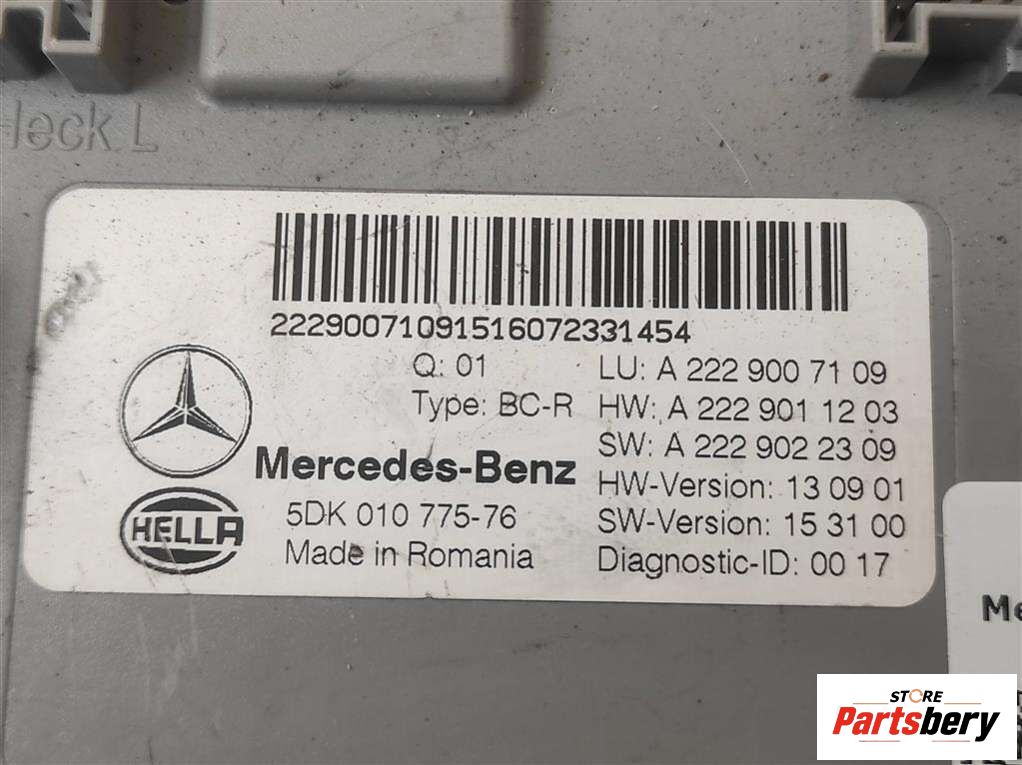 Heck L
22290071091516072331454
Q: 01
Type: BC-R
LU: A 222 900 71 09
HW: A 222 901 12 03
SW: A 222 902 23 09
HW-Version: 13 09 01
SW-Version: 15 31 00
Diagnostic-ID: 00 17
Mercedes-Benz
HELLA
5DK 010 775-76
Made in Romania
Me
STORE
Partsbery